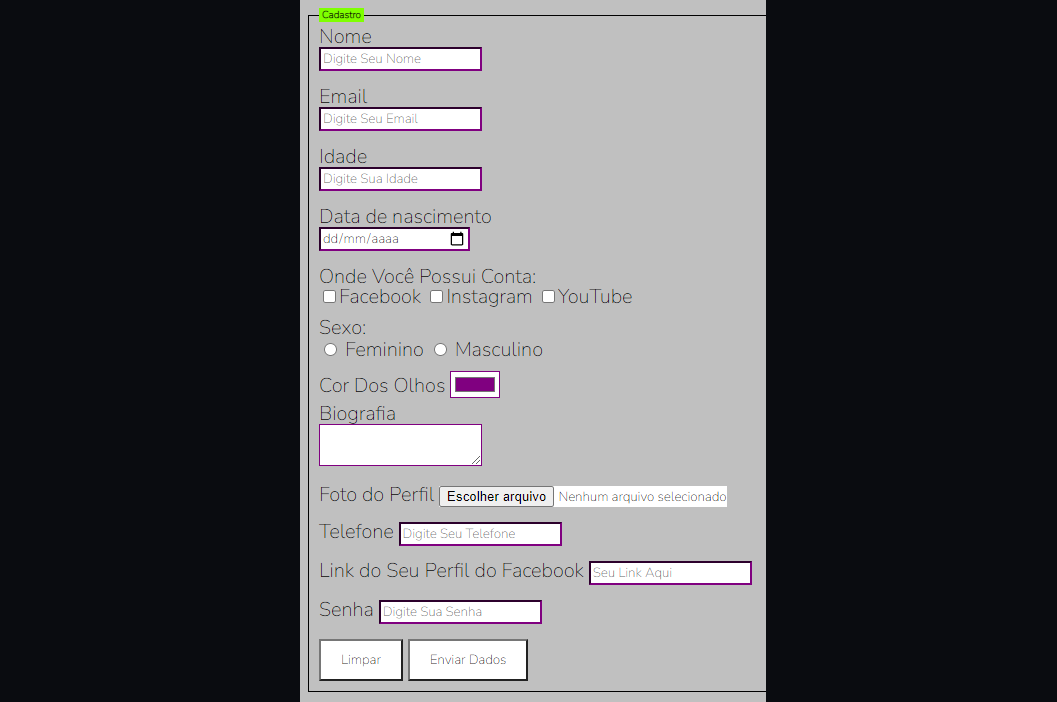 Cadastro
Nome
Digite Seu Nome
Email
Digite Seu Email
Idade
Digite Sua Idade
Data de nascimento
dd/mm/aaaa
Onde Você Possui Conta:
Facebook Instagram YouTube
Sexo:
Feminino Masculino
Cor Dos Olhos
Biografia
Foto do Perfil Escolher arquivo Nenhum arquivo selecionado
Telefone Digite Seu Telefone
Link do Seu Perfil do Facebook Seu Link Aqui
Senha Digite Sua Senha
Limpar Enviar Dados